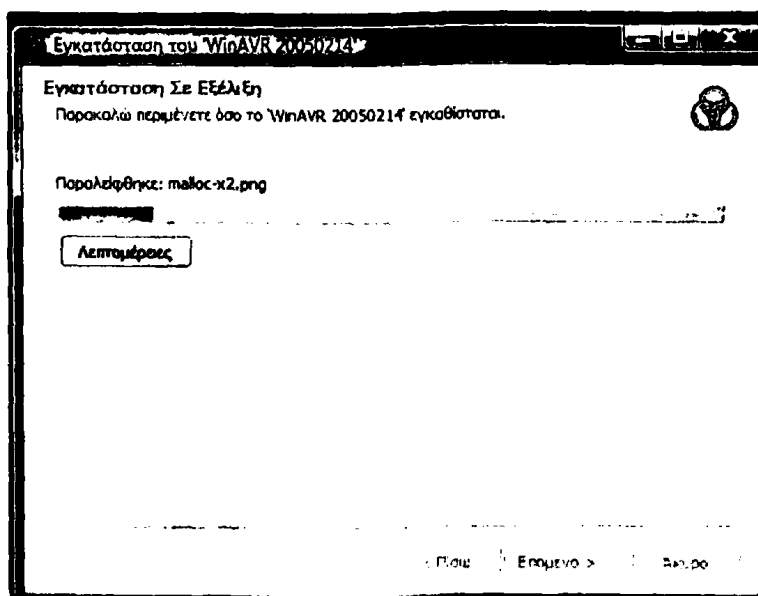 Εγκατάσταση του 'WinAVR 20050214'
Εγκατάσταση Σε Εξέλιξη
Παρακαλώ περιμένετε όσο το 'WinAVR 20050214' εγκαθίσταται.
Παραλείφθηκε: malloc-x2.png
Λεπτομέρειες
< Πίσω
Επόμενο >
Άκυρο